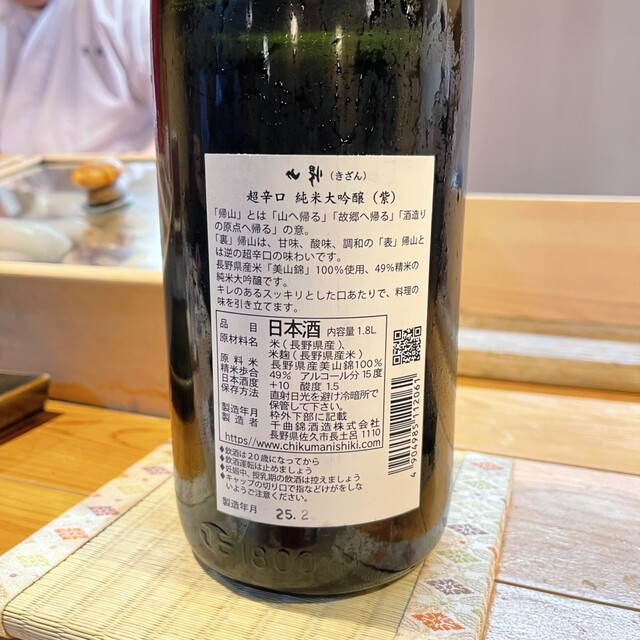 帰山 (きざん)
超辛口 純米大吟醸 (紫)
「帰山」とは「山へ帰る」「故郷へ帰る」「酒造り
の原点へ帰る」の意。
「裏」帰山は、甘味、酸味、調和の「表」帰山と
は逆の超辛口の味わいです。
長野県産米「美山錦」100%使用、49%精米の
純米大吟醸です。
キレのあるスッキリとした口あたりで、料理の
味を引き立てます。
品目 日本酒 内容量 1.8L
原材料名 米(長野県産)、
米麹(長野県産米)
原料米 長野県産美山錦100%
精米歩合 49% アルコール分 15度
日本酒度 +10 酸度 1.5
保存方法 直射日光を避け冷暗所で
保管して下さい。
製造年月 枠外下部に記載
製造者 千曲錦酒造株式会社
長野県佐久市長土呂1110
https//www.chikumanishiki.com/
◆飲酒は20歳になってから
◆飲酒運転は止めましょう
◆妊娠中、授乳期の飲酒は控えましょう
◆キャップの切り口で指などけがをしな
いようご注意ください。
製造年月 25.2
4 904985 112061
1800